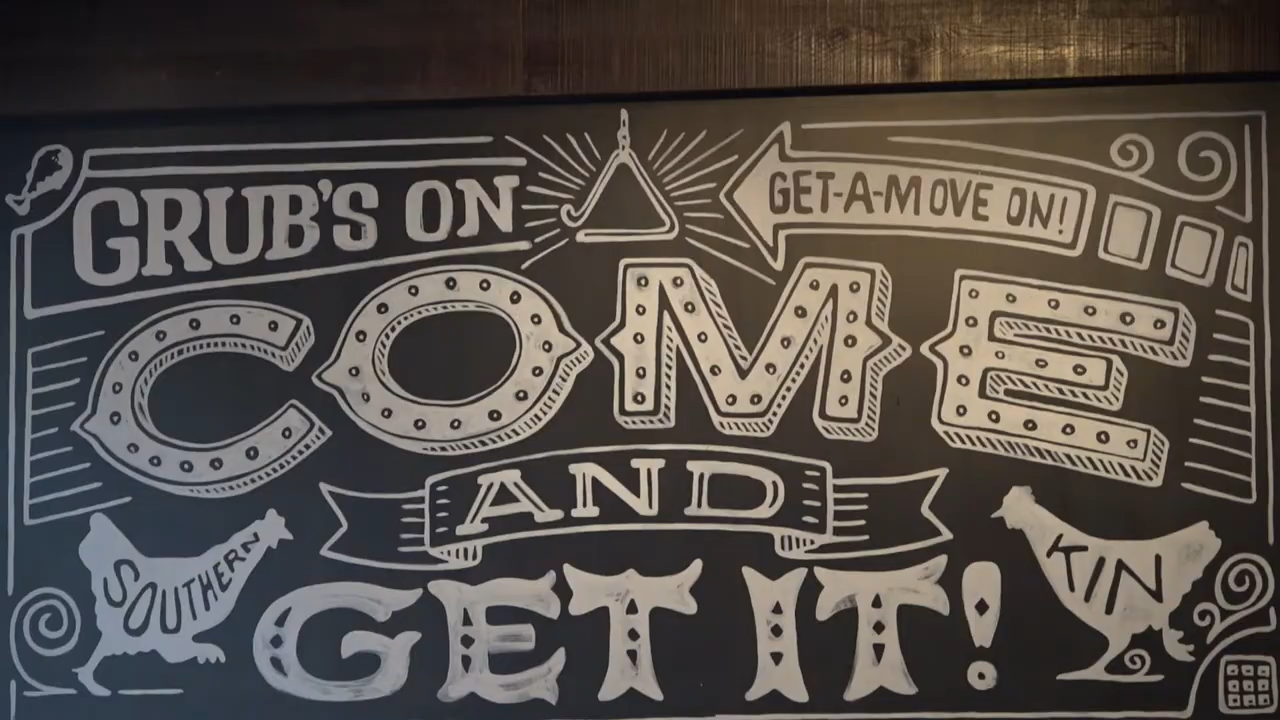 GRUB'S ON
GET-A-MOVE ON!
COME
AND
SOUTHERN
KIN
GET IT!